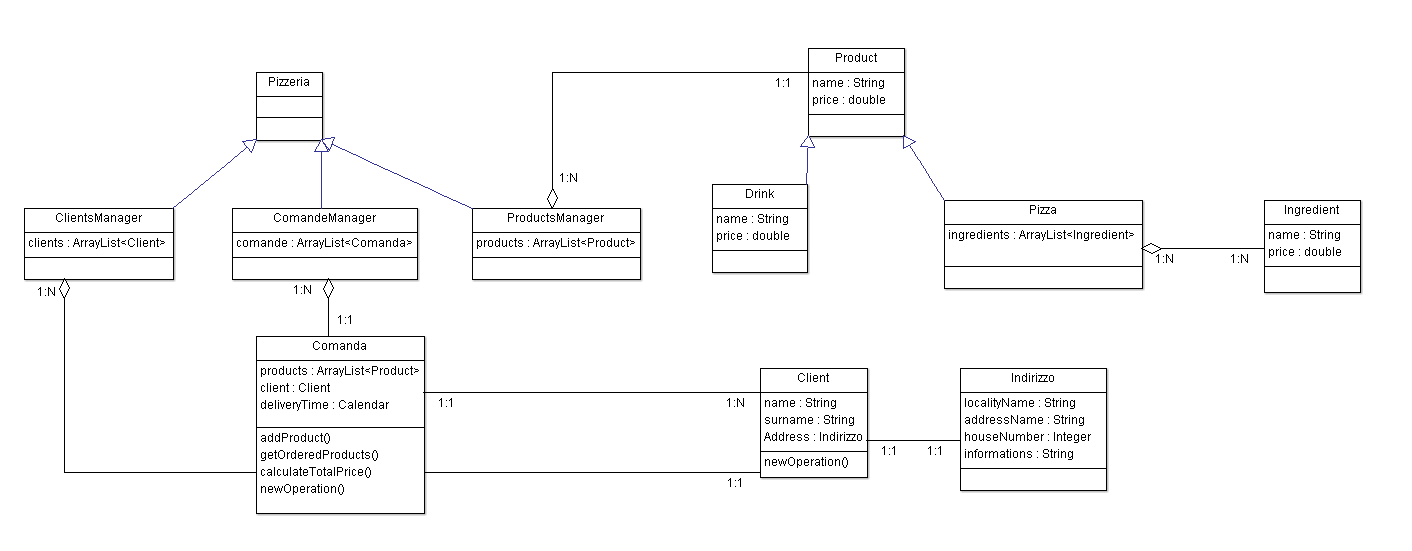 Pizzeria
Product
name : String
price : double
1:1
1:N
ClientsManager
clients : ArrayList<Client>
ComandeManager
comande : ArrayList<Comanda>
ProductsManager
products : ArrayList<Product>
Drink
name : String
price : double
Pizza
ingredients : ArrayList<Ingredient>
Ingredient
name : String
price : double
1:N
1:N
1:N
1:N
1:1
Comanda
products : ArrayList<Product>
client : Client
deliveryTime : Calendar
addProduct()
getOrderedProducts()
calculateTotalPrice()
newOperation()
1:1
1:N
1:1
Client
name : String
surname : String
Address : Indirizzo
newOperation()
1:1
1:1
Indirizzo
localityName : String
addressName : String
houseNumber : Integer
informations : String